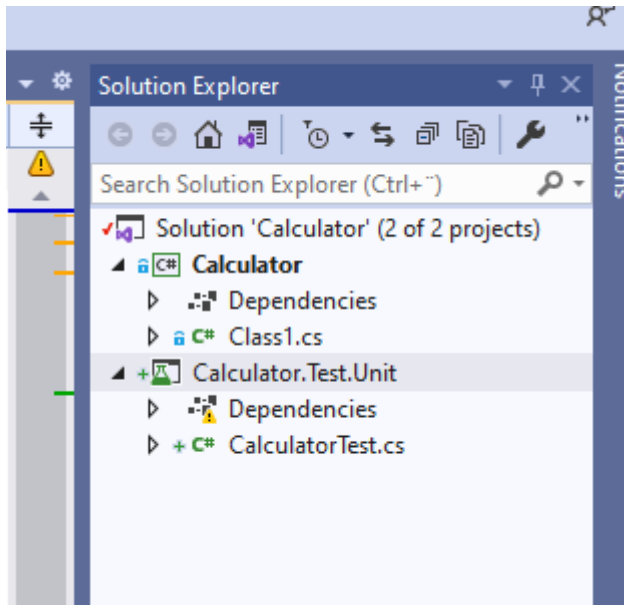 Solution Explorer
Notifications
Search Solution Explorer (Ctrl+¨)
Solution 'Calculator' (2 of 2 projects)
C# Calculator
Dependencies
C# Class1.cs
Calculator.Test.Unit
Dependencies
C# CalculatorTest.cs